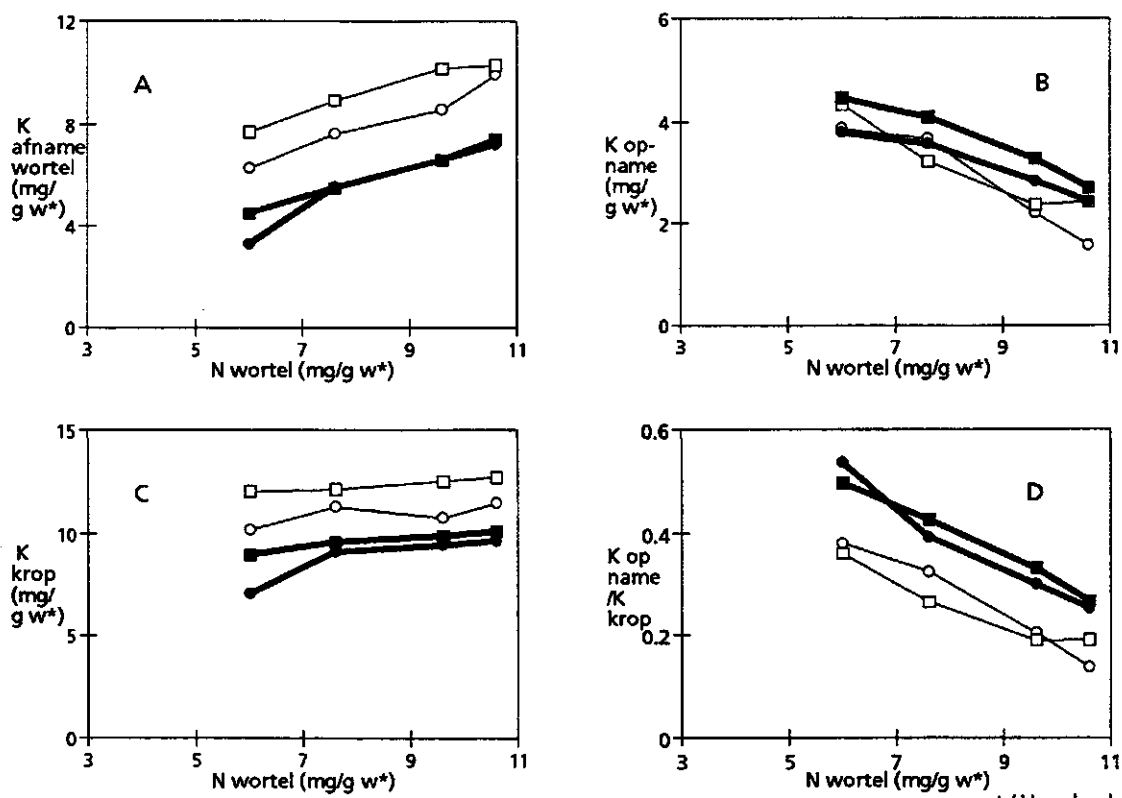 12
A
K
afname
wortel
(mg/
g w*)
8
4
0
3 5 7 9 11
N wortel (mg/g w*)
6
B
K op-
name
(mg/
g w*)
4
2
0
3 5 7 9 11
N wortel (mg/g w*)
15
C
K
krop
(mg/
g w*)
10
5
0
3 5 7 9 11
N wortel (mg/g w*)
0.6
D
K op
name
/K
krop
0.4
0.2
0
3 5 7 9 11
N wortel (mg/g w*)